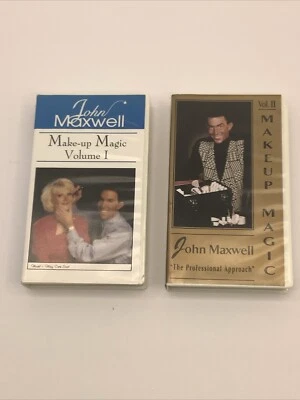 John
Maxwell
Make-up Magic
Volume I
Vol. II
MAKEUP MAGIC
John Maxwell
"The Professional Approach"